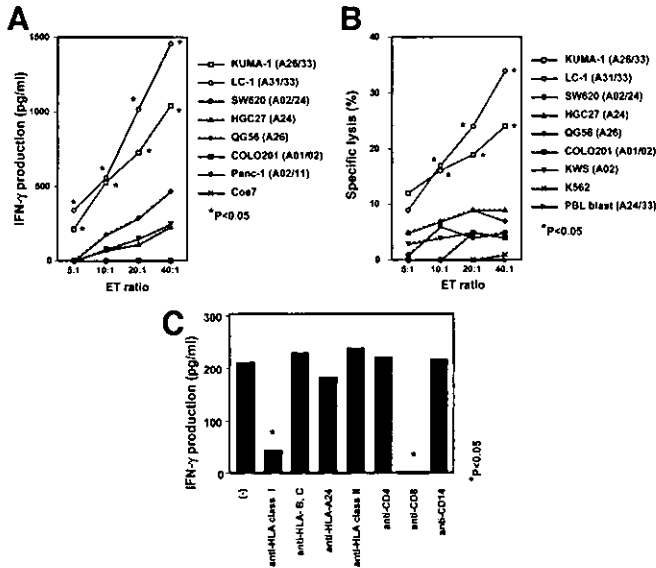 A
IFN-γ production (pg/ml)
1500
1000
500
0
5:1 10:1 20:1 40:1
ET ratio
KUMA-1 (A26/33)
LC-1 (A31/33)
SW620 (A02/24)
HGC27 (A24)
QG56 (A26)
COLO201 (A01/02)
Panc-1 (A02/11)
Cos7
*P<0.05
B
Specific lysis (%)
60
40
20
0
5:1 10:1 20:1 40:1
ET ratio
KUMA-1 (A26/33)
LC-1 (A31/33)
SW620 (A02/24)
HGC27 (A24)
QG56 (A26)
COLO201 (A01/02)
KWS (A02)
K562
PBL blast (A24/33)
*P<0.05
C
IFN-γ production (pg/ml)
300
200
100
0
* *
(-)
anti-HLA class I
anti-HLA- B, C
anti-HLA-A24
anti-HLA class II
anti-CD4
anti-CD8
anti-CD14
*P<0.05